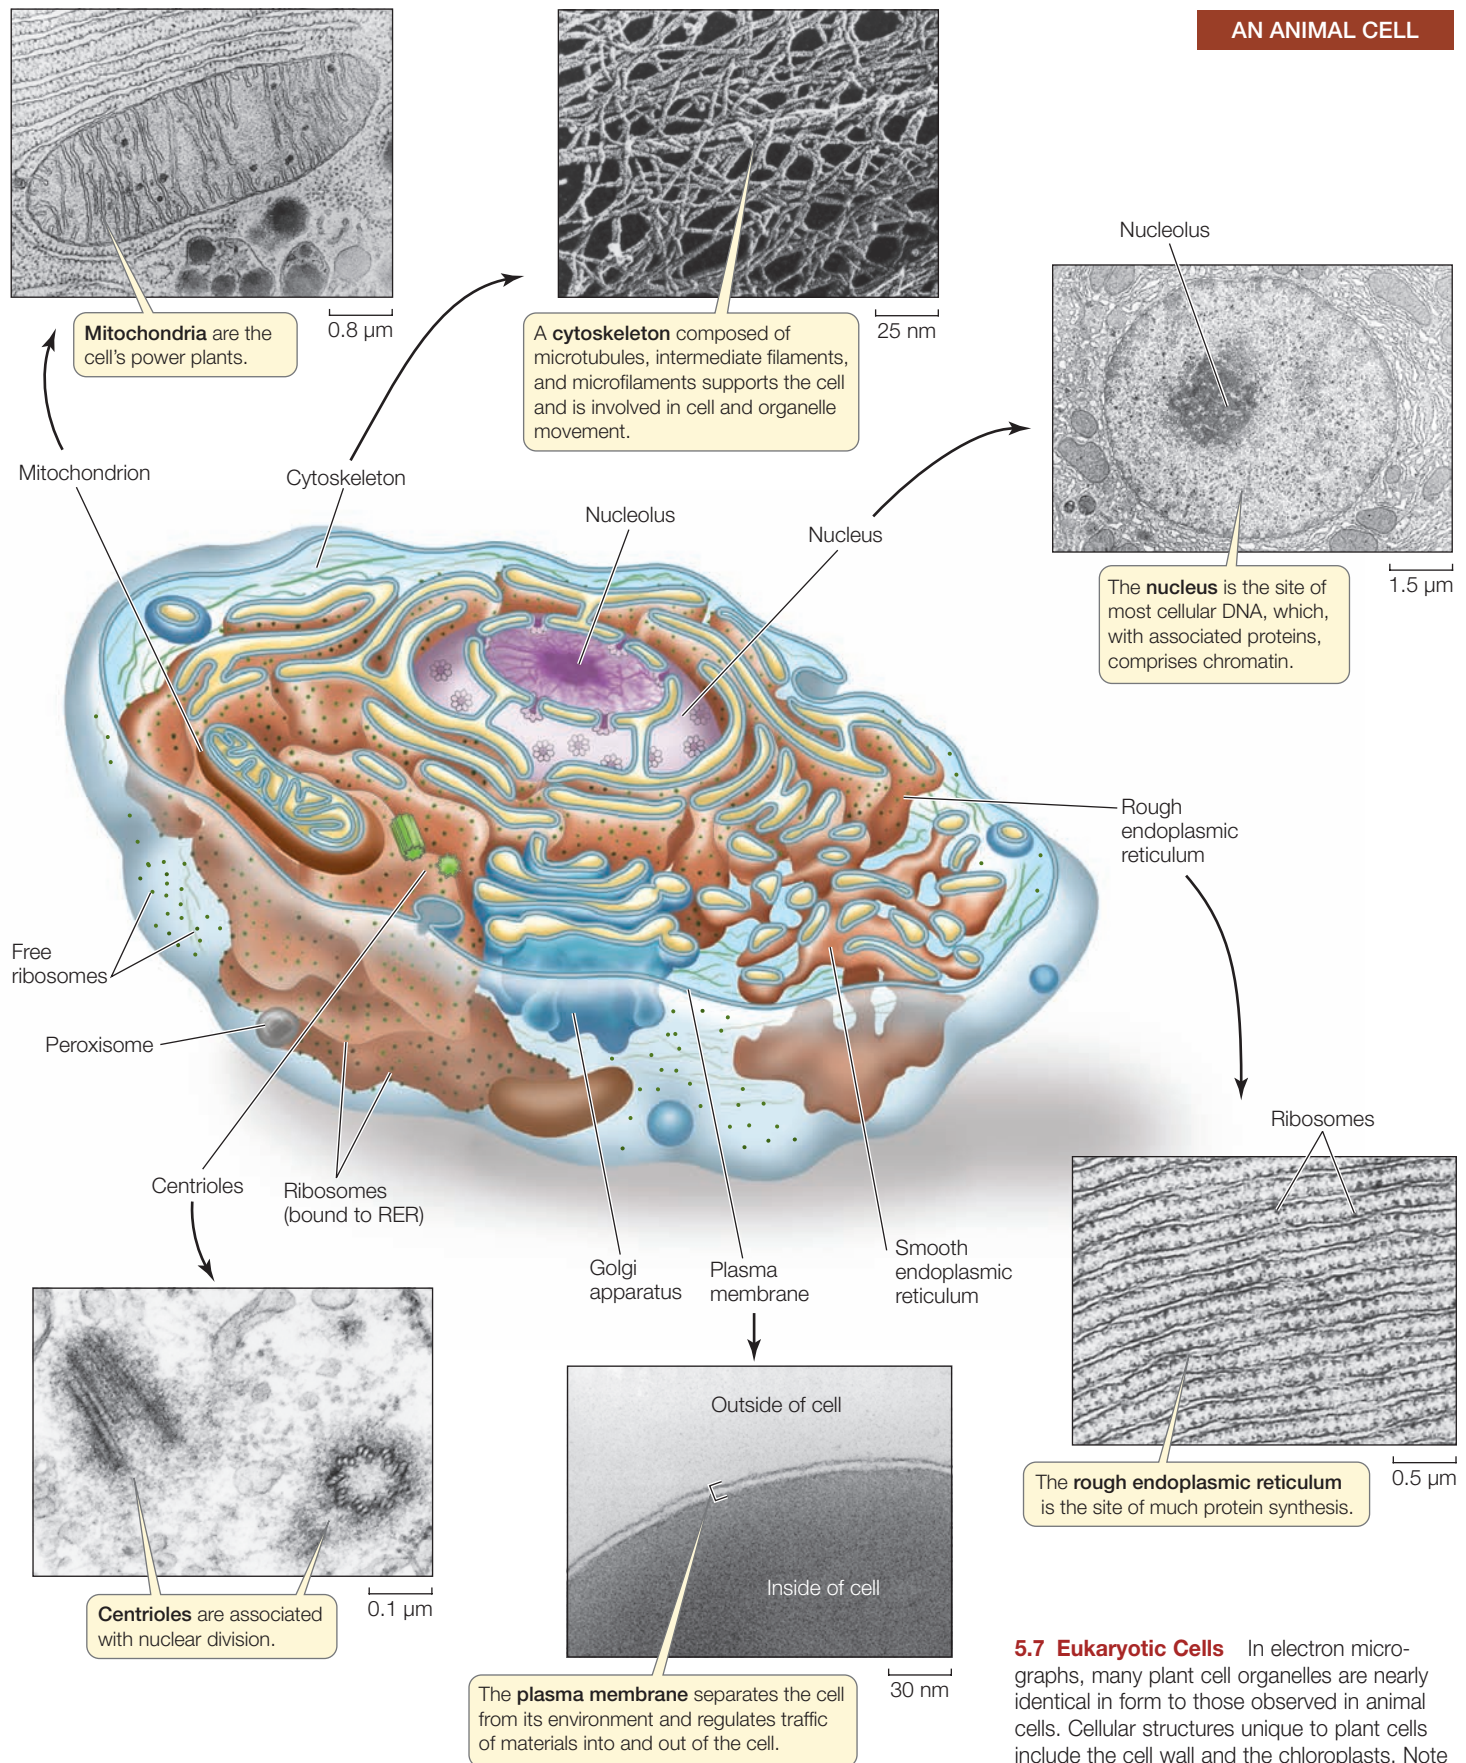 AN ANIMAL CELL
Nucleolus
Mitochondria are the
cell's power plants.
0.8 µm
A cytoskeleton composed of
microtubules, intermediate filaments,
and microfilaments supports the cell
and is involved in cell and organelle
movement.
25 nm
Mitochondrion
Cytoskeleton
Nucleolus
Nucleus
The nucleus is the site of
most cellular DNA, which,
with associated proteins,
comprises chromatin.
1.5 µm
Rough
endoplasmic
reticulum
Free
ribosomes
Peroxisome
Centrioles
Ribosomes
(bound to RER)
Golgi
apparatus
Plasma
membrane
Smooth
endoplasmic
reticulum
Ribosomes
Outside of cell
Inside of cell
The rough endoplasmic reticulum
is the site of much protein synthesis.
0.5 µm
Centrioles are associated
with nuclear division.
0.1 µm
The plasma membrane separates the cell
from its environment and regulates traffic
of materials into and out of the cell.
30 nm
5.7 Eukaryotic Cells In electron micro-
graphs, many plant cell organelles are nearly
identical in form to those observed in animal
cells. Cellular structures unique to plant cells
include the cell wall and the chloroplasts. Note